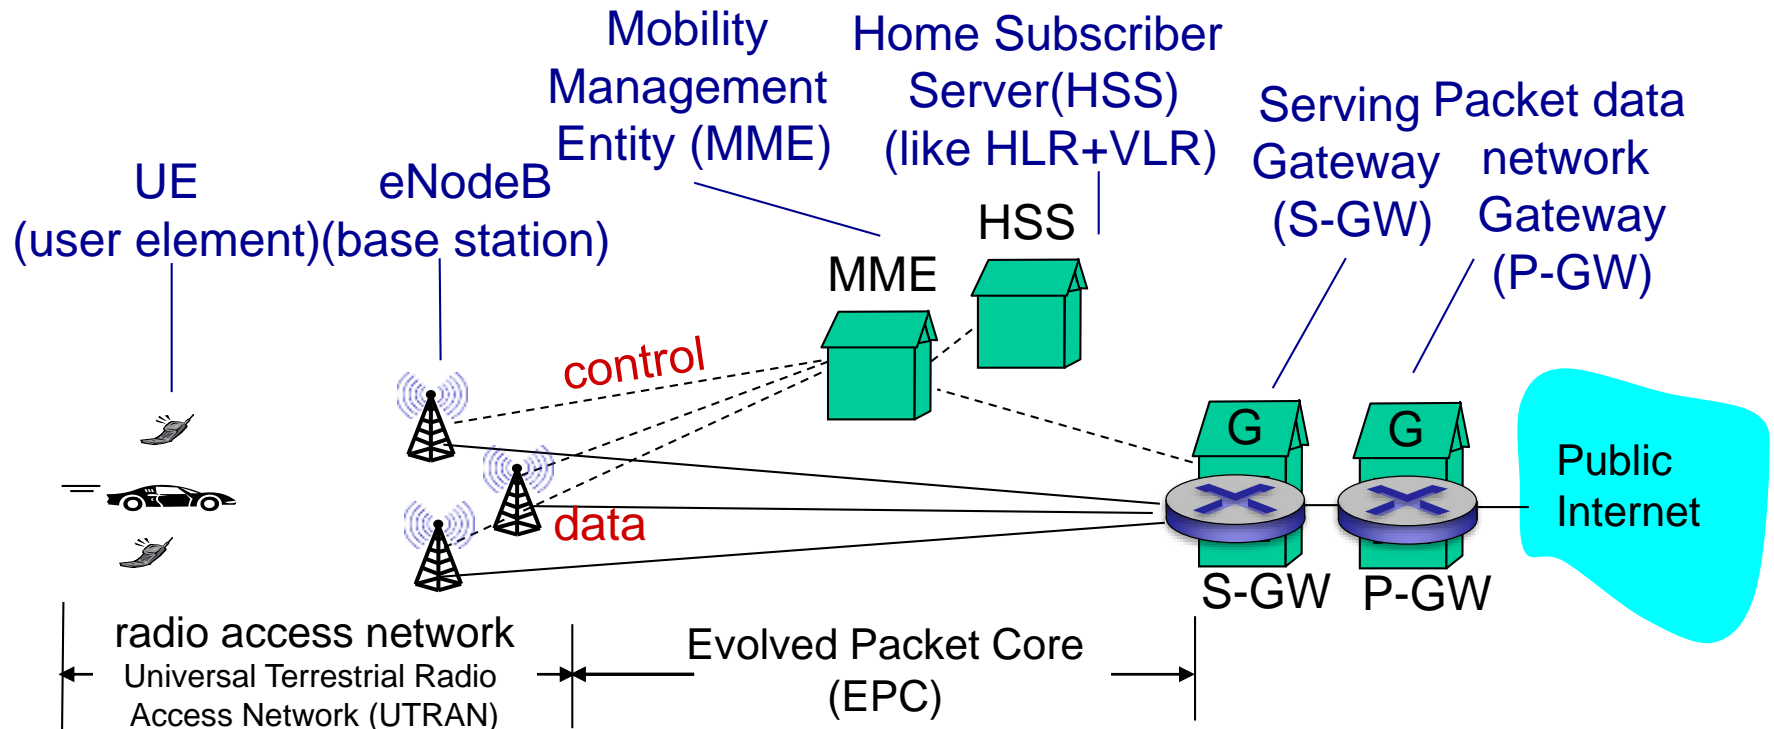 Mobility
Management
Entity (MME)
Home Subscriber
Server(HSS)
(like HLR+VLR)
Serving
Gateway
(S-GW)
Packet data
network
Gateway
(P-GW)
UE
(user element)
eNodeB
(base station)
HSS
MME
control
data
G
G
Public
Internet
S-GW
P-GW
radio access network
Universal Terrestrial Radio
Access Network (UTRAN)
Evolved Packet Core
(EPC)